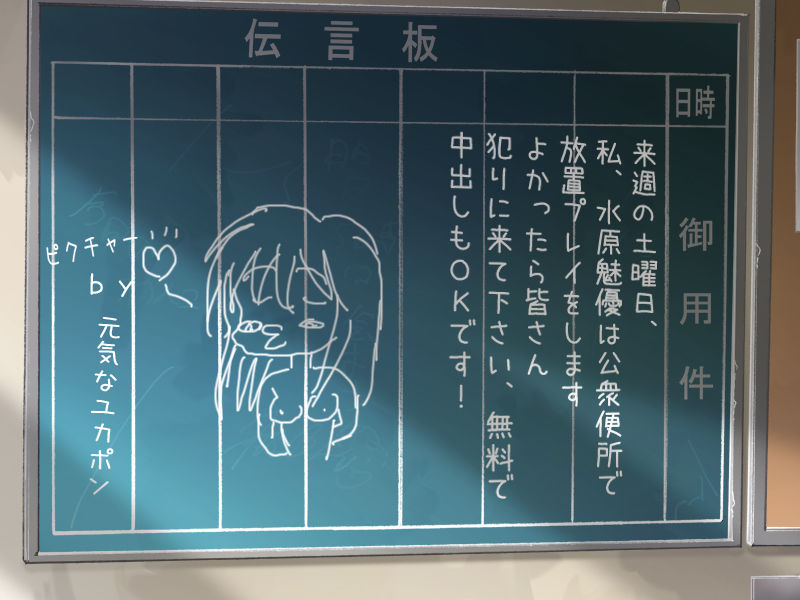 伝言板
日時
御用件
来週の土曜日、
私、水原魅優は公衆便所で
放置プレイをします
よかったら皆さん
犯りに来て下さい、無料で
中出しもOKです！
ピクチャー
by
元気なユカポン